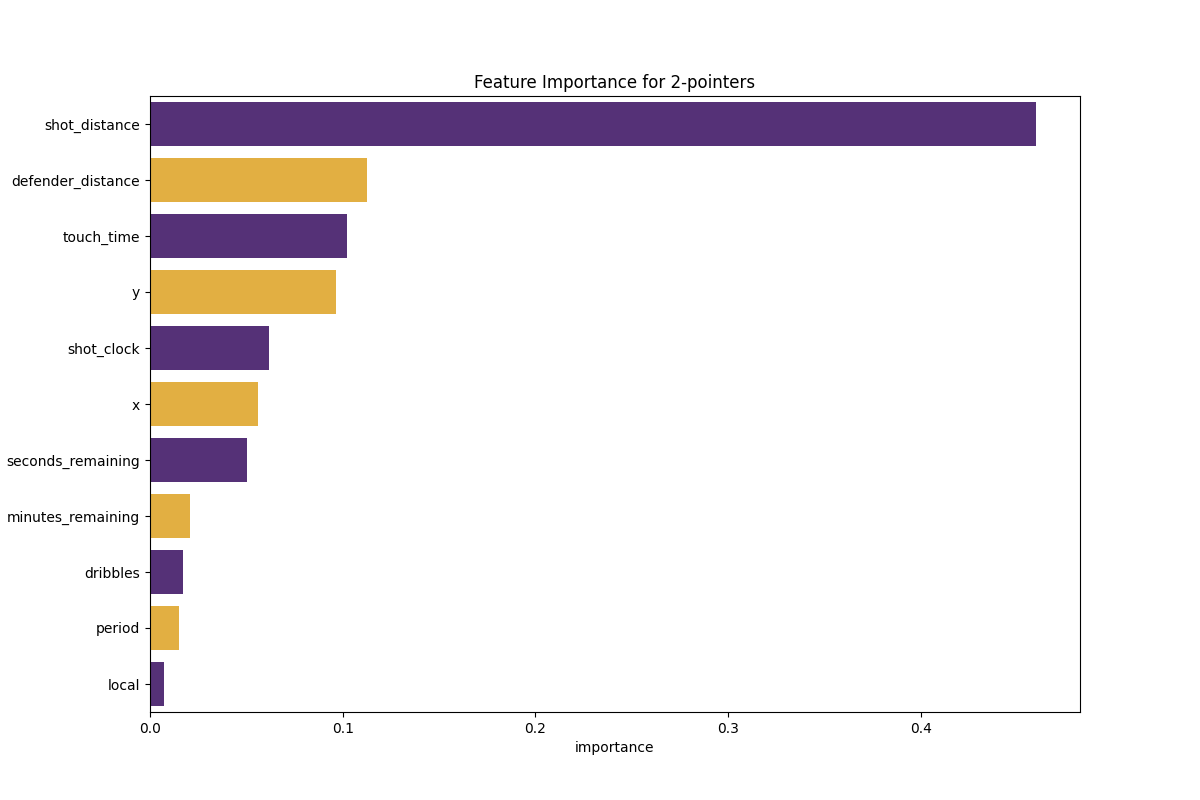 Feature Importance for 2-pointers
shot_distance
defender_distance
touch_time
y
shot_clock
x
seconds_remaining
minutes_remaining
dribbles
period
local
0.0 0.1 0.2 0.3 0.4
importance